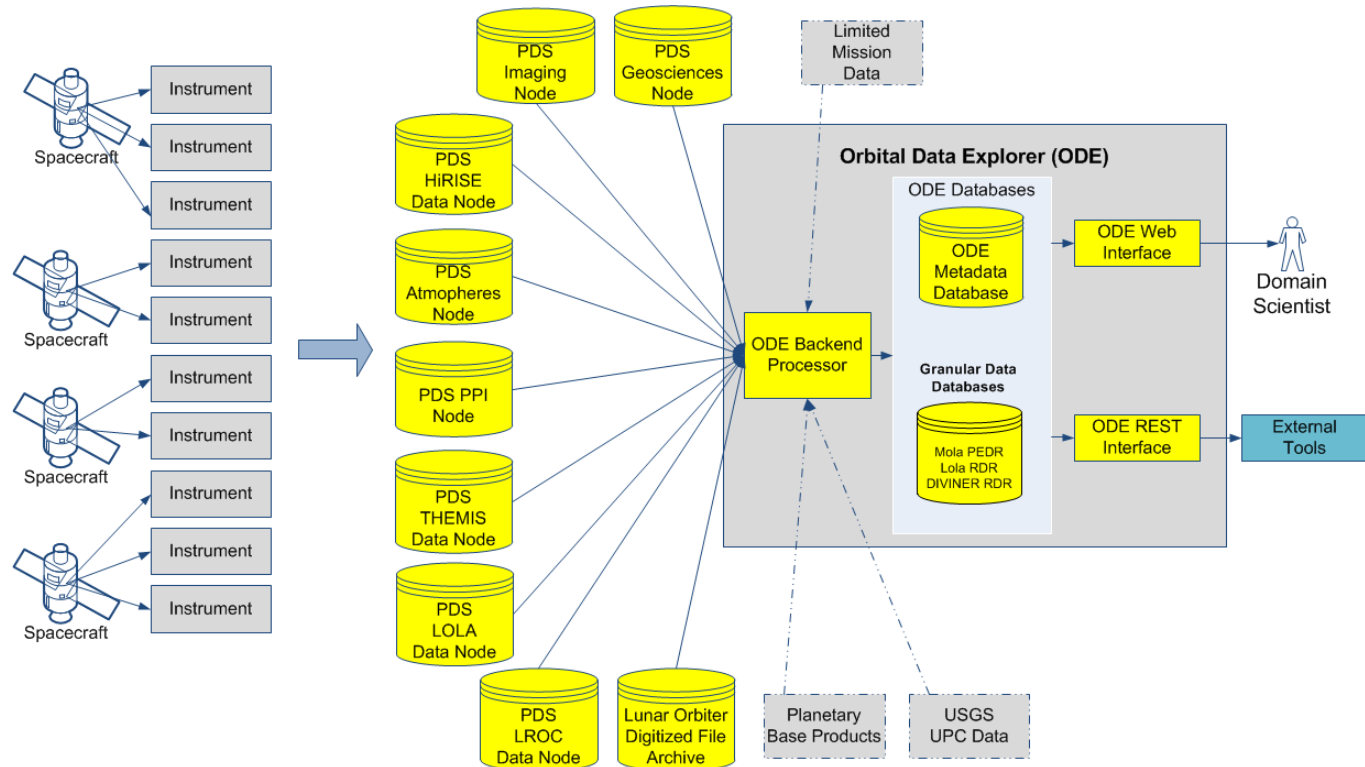 Instrument
Instrument
Instrument
Spacecraft
Instrument
Instrument
Spacecraft
Instrument
Instrument
Spacecraft
Instrument
Instrument
Instrument
Spacecraft
PDS
Imaging
Node
PDS
Geosciences
Node
PDS
HiRISE
Data Node
PDS
Atmopheres
Node
PDS PPI
Node
PDS
THEMIS
Data Node
PDS
LOLA
Data Node
PDS
LROC
Data Node
Lunar Orbiter
Digitized File
Archive
Limited
Mission
Data
Orbital Data Explorer (ODE)
ODE Backend
Processor
ODE Databases
ODE
Metadata
Database
Granular Data
Databases
Mola PEDR
Lola RDR
DIVINER RDR
ODE Web
Interface
ODE REST
Interface
Domain
Scientist
External
Tools
Planetary
Base Products
USGS
UPC Data